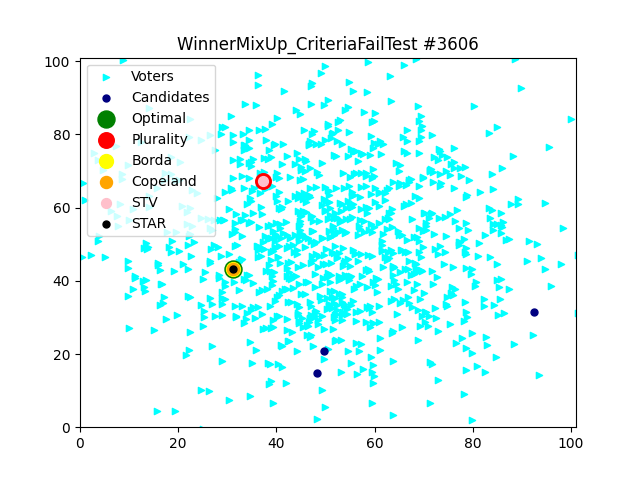 WinnerMixUp_CriteriaFailTest #3606
100
80
60
40
20
0
0 20 40 60 80 100
Voters
Candidates
Optimal
Plurality
Borda
Copeland
STV
STAR